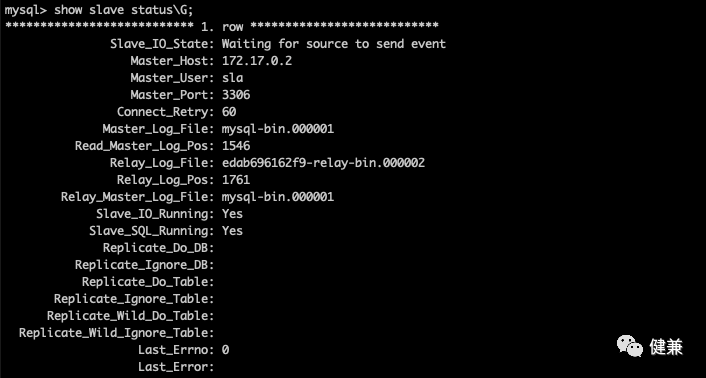 mysql> show slave status\G;
*************************** 1. row ***************************
Slave_IO_State: Waiting for source to send event
Master_Host: 172.17.0.2
Master_User: sla
Master_Port: 3306
Connect_Retry: 60
Master_Log_File: mysql-bin.000001
Read_Master_Log_Pos: 1546
Relay_Log_File: edab696162f9-relay-bin.000002
Relay_Log_Pos: 1761
Relay_Master_Log_File: mysql-bin.000001
Slave_IO_Running: Yes
Slave_SQL_Running: Yes
Replicate_Do_DB:
Replicate_Ignore_DB:
Replicate_Do_Table:
Replicate_Ignore_Table:
Replicate_Wild_Do_Table:
Replicate_Wild_Ignore_Table:
Last_Errno: 0
Last_Error:
健兼